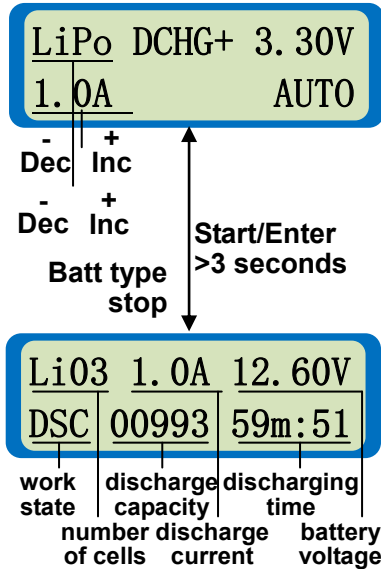 LiPo DCHG+ 3.30V
1.0A AUTO
- +
Dec Inc
- +
Dec Inc
Start/Enter
>3 seconds
Batt type
stop
Li03 1.0A 12.60V
DSC 00993 59m:51
work
state
discharge
capacity
discharging
time
number
of cells
discharge
current
battery
voltage